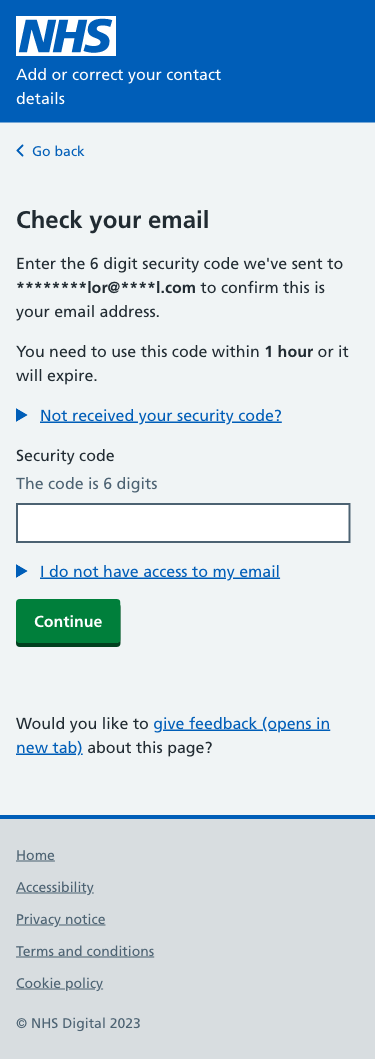 NHS
Add or correct your contact
details
Go back
Check your email
Enter the 6 digit security code we've sent to
********lor@****l.com to confirm this is
your email address.
You need to use this code within 1 hour or it
will expire.
Not received your security code?
Security code
The code is 6 digits
I do not have access to my email
Continue
Would you like to give feedback (opens in
new tab) about this page?
Home
Accessibility
Privacy notice
Terms and conditions
Cookie policy
© NHS Digital 2023